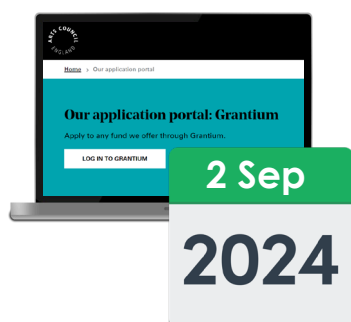 ARTS COUNCIL
ENGLAND
Home > Our application portal
Our application portal: Grantium
Apply to any fund we offer through Grantium.
LOG IN TO GRANTIUM
2 Sep
2024